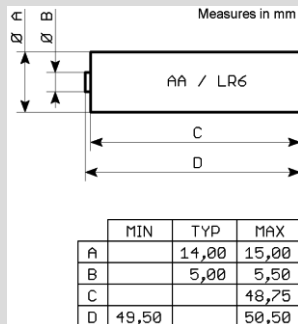 Measures in mm
Ø A
Ø B
AA / LR6
C
D
MIN TYP MAX
A 14,00 15,00
B 5,00 5,50
C 48,75
D 49,50 50,50